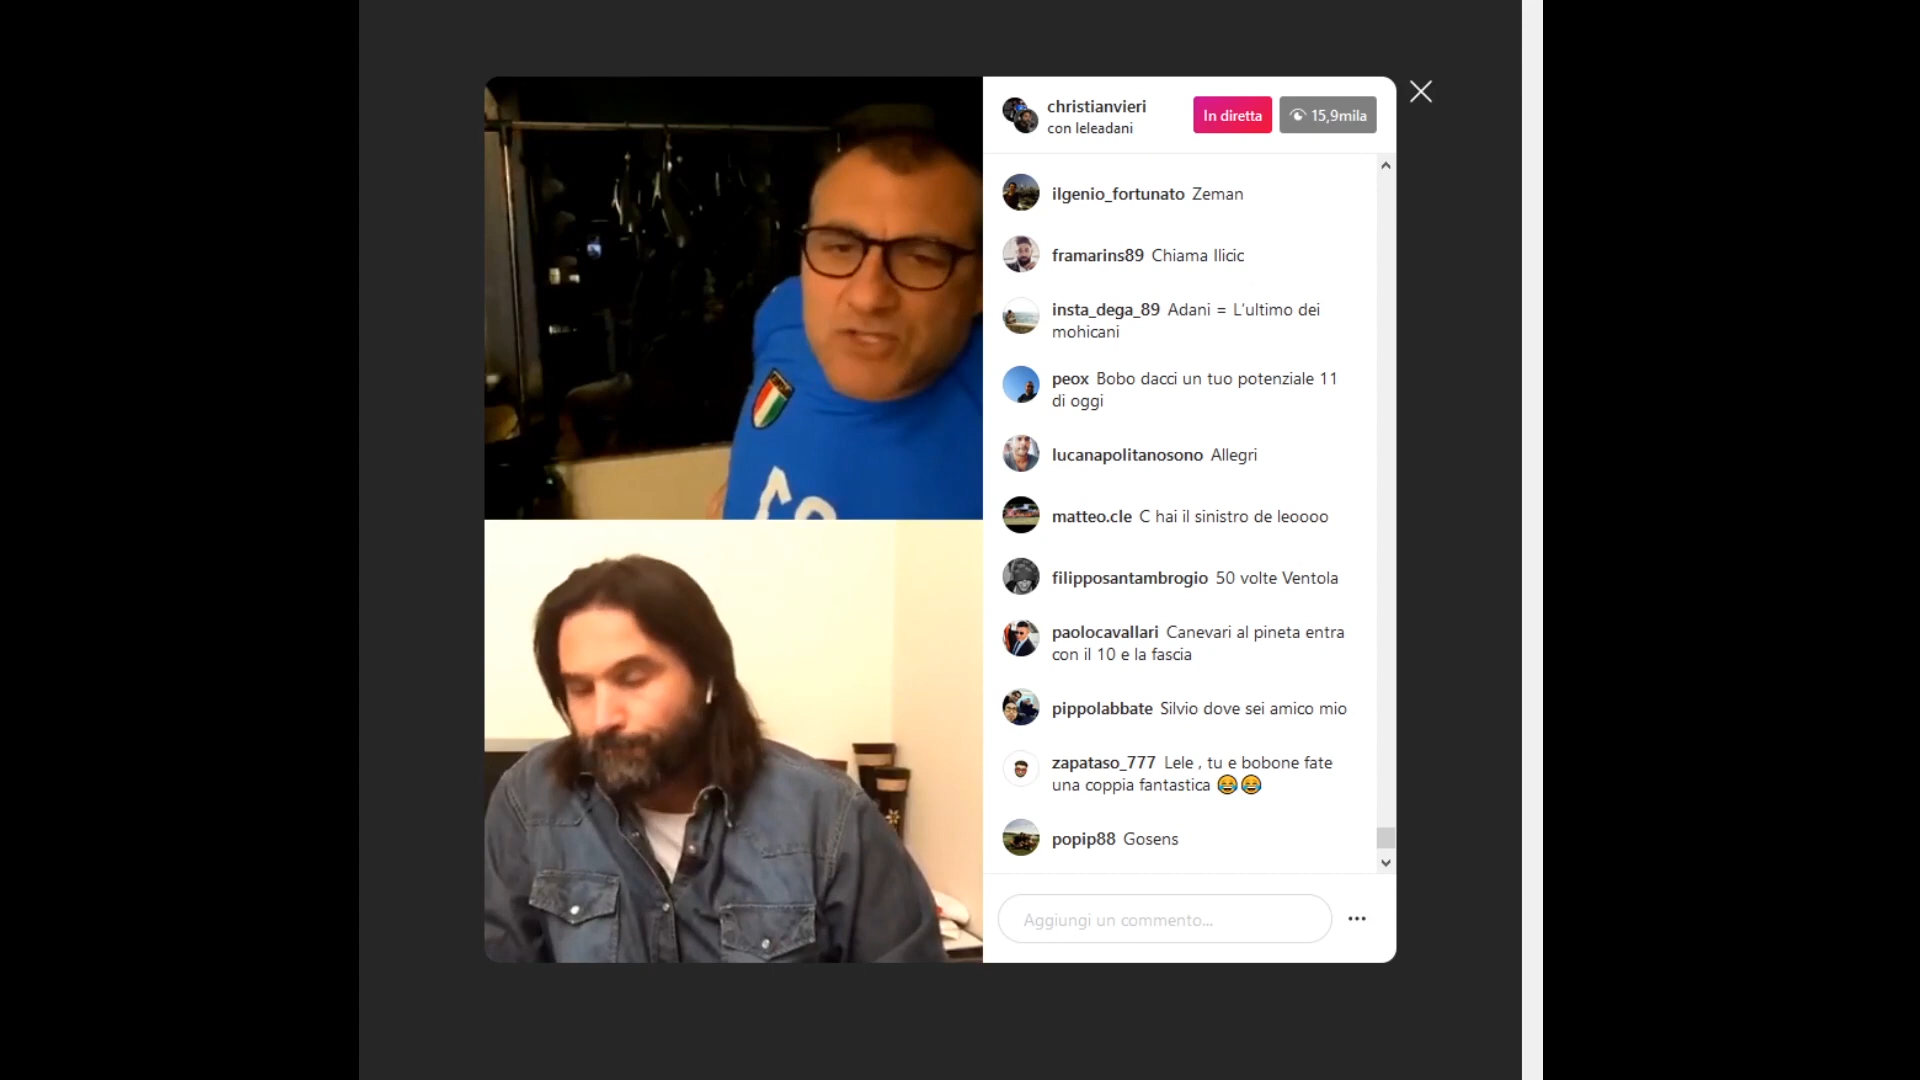 christianvieri
con leleadani
In diretta
15,9mila
ilgenio_fortunato Zeman
framarins89 Chiama Ilicic
insta_dega_89 Adani = L'ultimo dei
mohicani
peox Bobo dacci un tuo potenziale 11
di oggi
lucanapolitanosono Allegri
matteo.cle C hai il sinistro de leoooo
filipposantambrogio 50 volte Ventola
paolocavallari Canevari al pineta entra
con il 10 e la fascia
pippolabbate Silvio dove sei amico mio
zapataso_777 Lele , tu e bobone fate
una coppia fantastica 😂😂
popip88 Gosens
Aggiungi un commento...